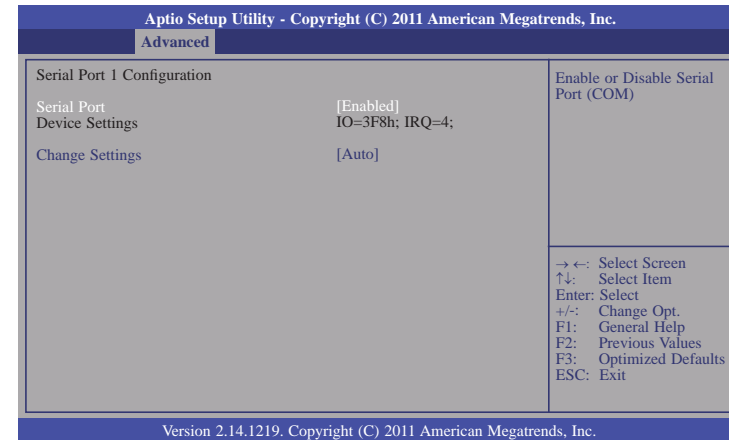 Aptio Setup Utility - Copyright (C) 2011 American Megatrends, Inc.
Advanced
Serial Port 1 Configuration
Serial Port [Enabled]
Device Settings IO=3F8h; IRQ=4;
Change Settings [Auto]
Enable or Disable Serial
Port (COM)
→ ←: Select Screen
↑↓: Select Item
Enter: Select
+/-: Change Opt.
F1: General Help
F2: Previous Values
F3: Optimized Defaults
ESC: Exit
Version 2.14.1219. Copyright (C) 2011 American Megatrends, Inc.